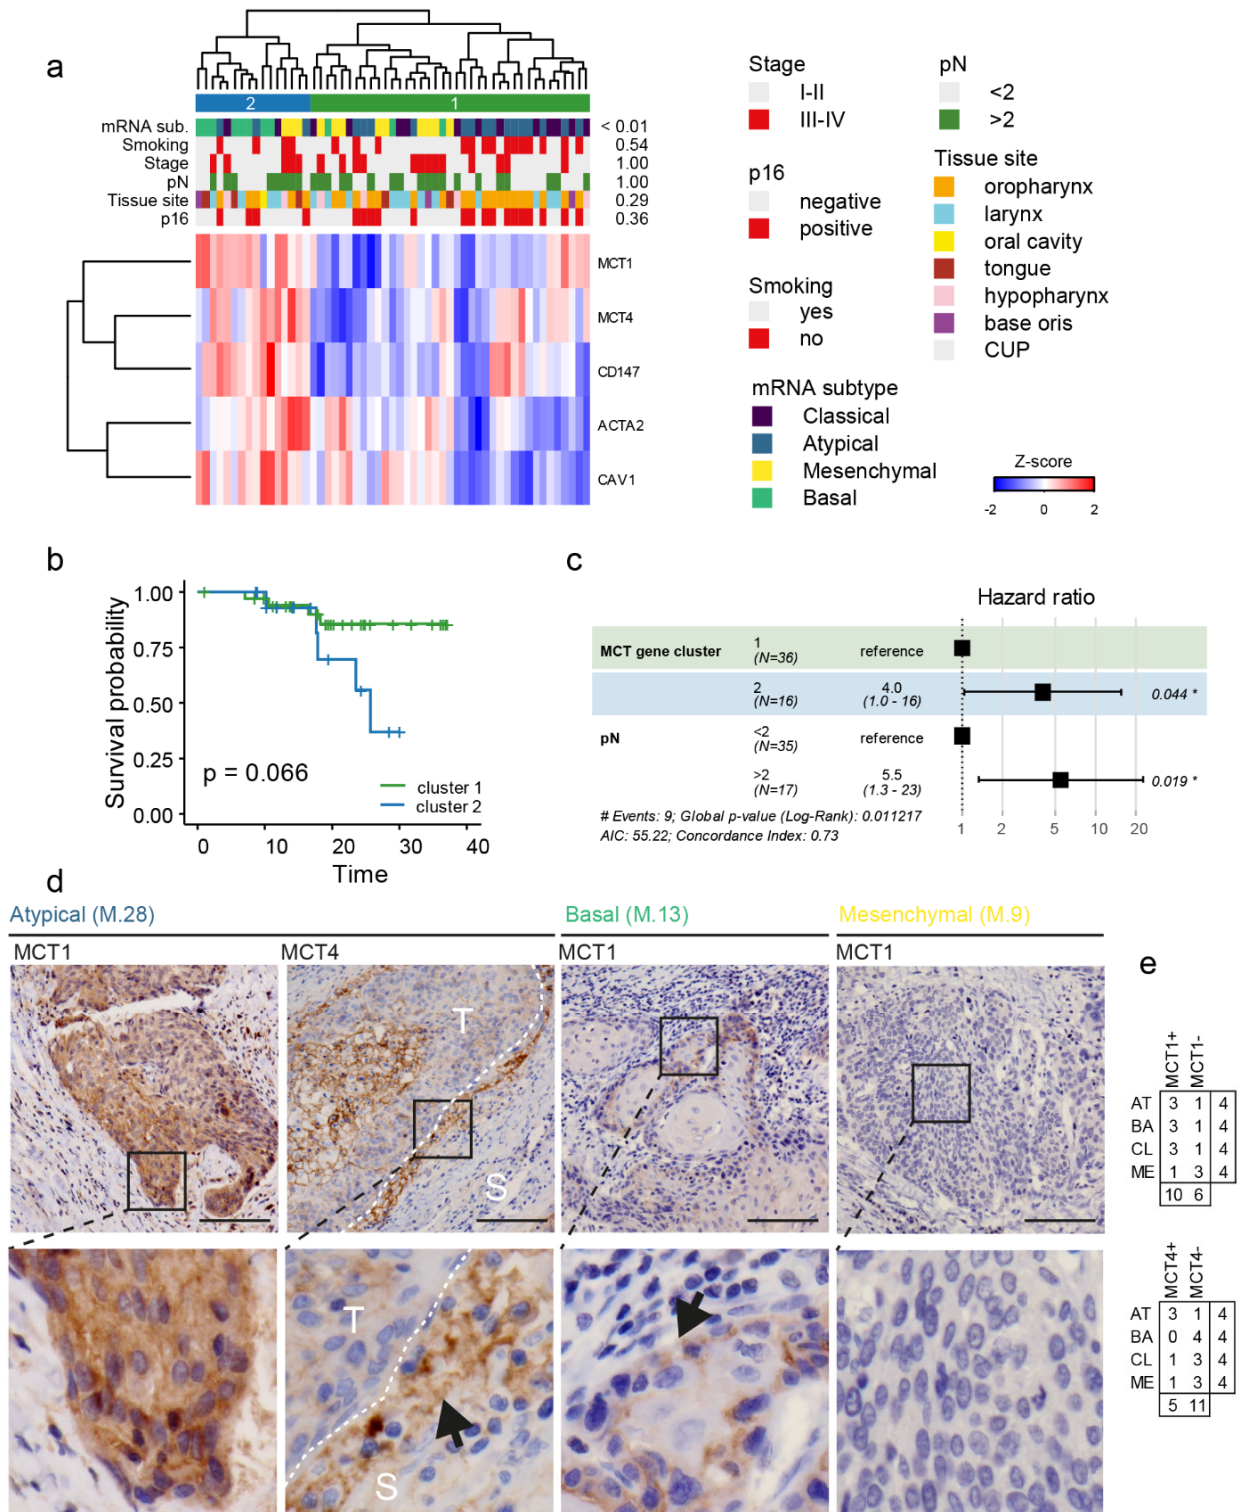 a
2 1
mRNA sub. < 0.01
Smoking 0.54
Stage 1.00
pN 1.00
Tissue site 0.29
p16 0.36
MCT1
MCT4
CD147
ACTA2
CAV1
Stage
I-II
III-IV
p16
negative
positive
Smoking
yes
no
mRNA subtype
Classical
Atypical
Mesenchymal
Basal
pN
<2
>2
Tissue site
oropharynx
larynx
oral cavity
tongue
hypopharynx
base oris
CUP
Z-score
-2 0 2
b
Survival probability
1.00
0.75
0.50
0.25
0.00
p = 0.066
cluster 1
cluster 2
0 10 20 30 40
Time
c
Hazard ratio
MCT gene cluster 1 (N=36) reference
2 (N=16) 4.0 (1.0 - 16) 0.044 *
pN <2 (N=35) reference
>2 (N=17) 5.5 (1.3 - 23) 0.019 *
# Events: 9; Global p-value (Log-Rank): 0.011217
AIC: 55.22; Concordance Index: 0.73
1 2 5 10 20
d
Atypical (M.28) Basal (M.13) Mesenchymal (M.9)
MCT1 MCT4 MCT1 MCT1
T
S
T
S
e
MCT1+ MCT1-
AT 3 1 4
BA 3 1 4
CL 3 1 4
ME 1 3 4
10 6
MCT4+ MCT4-
AT 3 1 4
BA 0 4 4
CL 1 3 4
ME 1 3 4
5 11